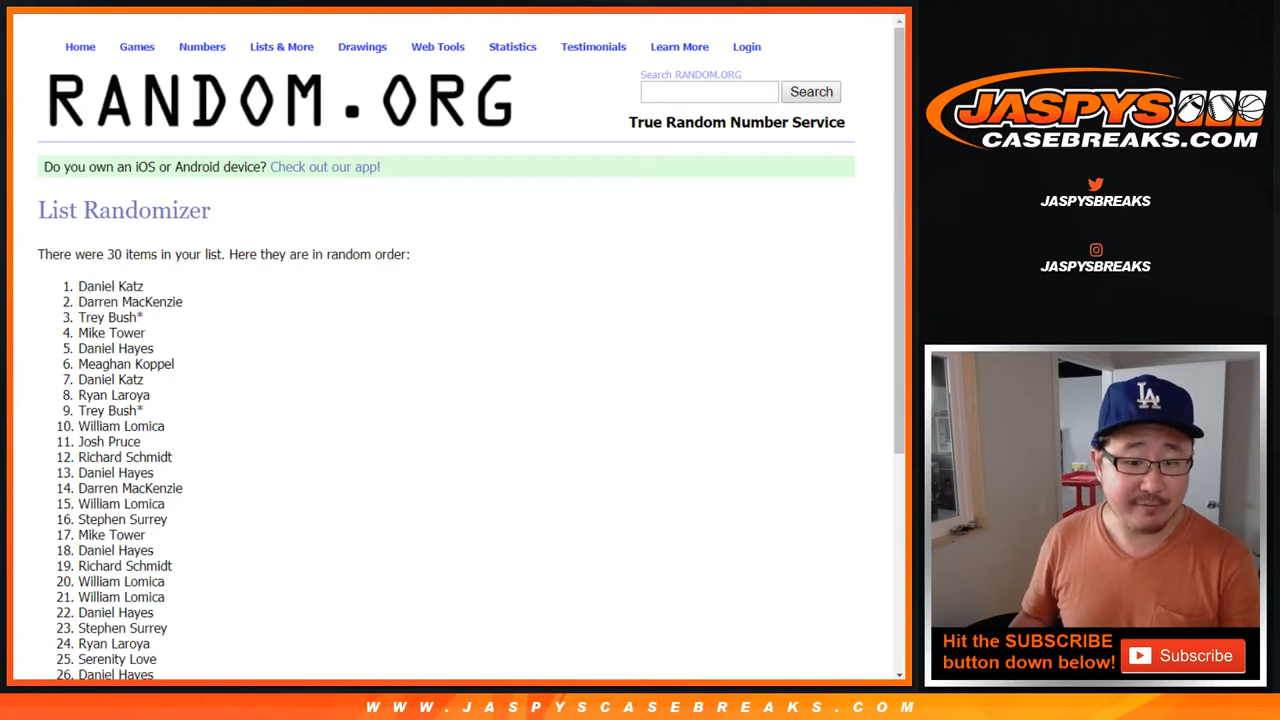 Home Games Numbers Lists & More Drawings Web Tools Statistics Testimonials Learn More Login
RANDOM.ORG
Search RANDOM.ORG
Search
True Random Number Service
Do you own an iOS or Android device? Check out our app!
List Randomizer
There were 30 items in your list. Here they are in random order:
1. Daniel Katz
2. Darren MacKenzie
3. Trey Bush*
4. Mike Tower
5. Daniel Hayes
6. Meaghan Koppel
7. Daniel Katz
8. Ryan Laroya
9. Trey Bush*
10. William Lomica
11. Josh Pruce
12. Richard Schmidt
13. Daniel Hayes
14. Darren MacKenzie
15. William Lomica
16. Stephen Surrey
17. Mike Tower
18. Daniel Hayes
19. Richard Schmidt
20. William Lomica
21. William Lomica
22. Daniel Hayes
23. Stephen Surrey
24. Ryan Laroya
25. Serenity Love
26. Daniel Hayes
JASPYS
CASEBREAKS.COM
JASPYSBREAKS
JASPYSBREAKS
LA
Hit the SUBSCRIBE
button down below!
Subscribe
WWW.JASPYSCASEBREAKS.COM